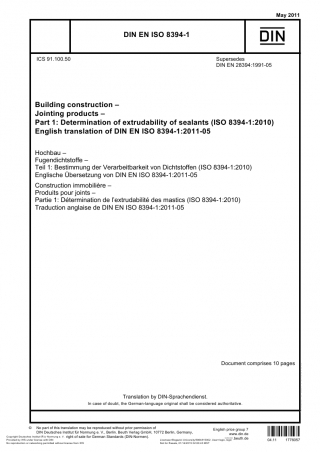 May 2011
DIN EN ISO 8394-1
DIN
ICS 91.100.50
Supersedes
DIN EN 28394:1991-05
Building construction –
Jointing products –
Part 1: Determination of extrudability of sealants (ISO 8394-1:2010)
English translation of DIN EN ISO 8394-1:2011-05
Hochbau –
Fugendichtstoffe –
Teil 1: Bestimmung der Verarbeitbarkeit von Dichtstoffen (ISO 8394-1:2010)
Englische Übersetzung von DIN EN ISO 8394-1:2011-05
Construction immobilière –
Produits pour joints –
Partie 1: Détermination de l'extrudabilité des mastics (ISO 8394-1:2010)
Traduction anglaise de DIN EN ISO 8394-1:2011-05
Document comprises 10 pages
Translation by DIN-Sprachendienst.
In case of doubt, the German-language original shall be considered authoritative.
© No part of this translation may be reproduced without prior permission of
DIN Deutsches Institut für Normung e. V., Berlin. Beuth Verlag GmbH, 10772 Berlin, Germany,
right of sale for German Standards (DIN-Normen).
English price group 7
www.din.de
beuth.de